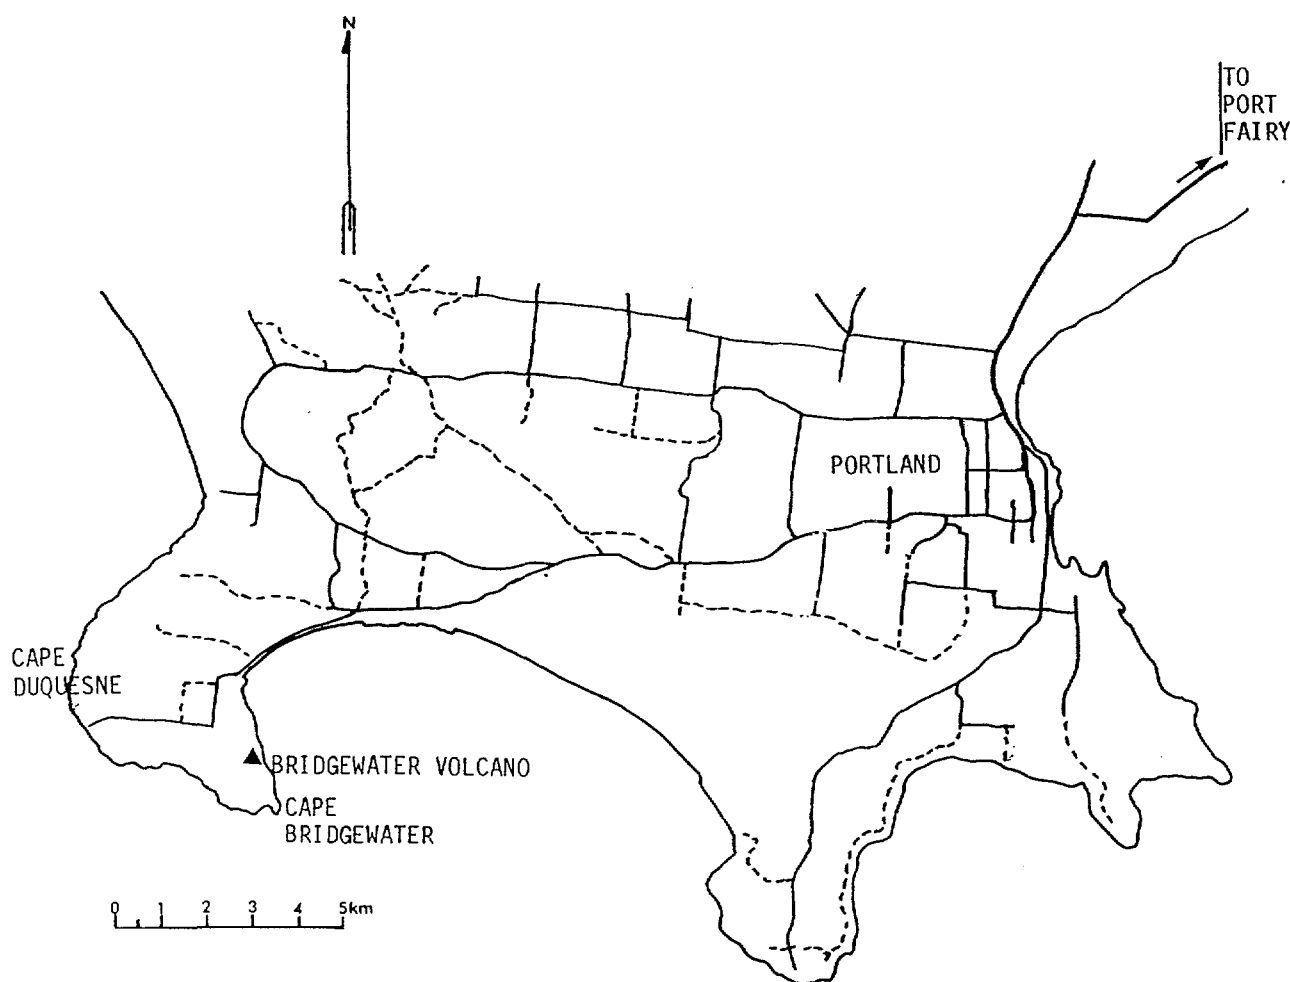 N
TO
PORT
FAIRY
PORTLAND
CAPE
DUQUESNE
BRIDGEWATER VOLCANO
CAPE
BRIDGEWATER
0 1 2 3 4 5km